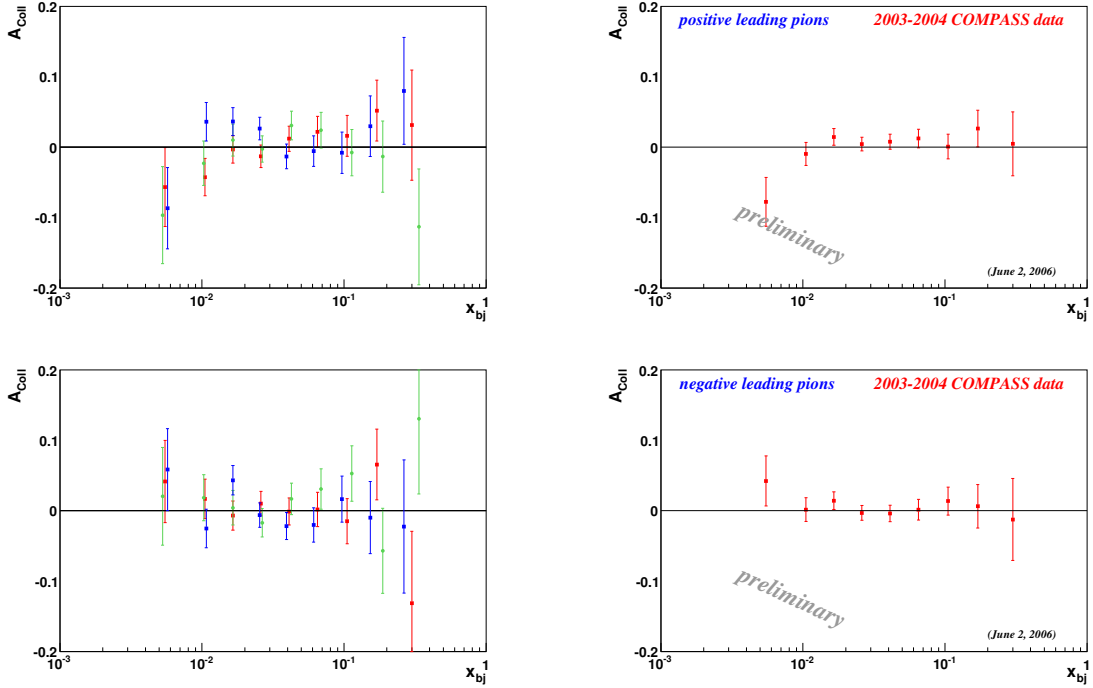 A_Coll
0.2
0.1
0
-0.1
-0.2
10^-3 10^-2 10^-1 1
x_bj
A_Coll
positive leading pions 2003-2004 COMPASS data
0.2
0.1
0
-0.1
-0.2
preliminary
(June 2, 2006)
10^-3 10^-2 10^-1 1
x_bj
A_Coll
0.2
0.1
0
-0.1
-0.2
10^-3 10^-2 10^-1 1
x_bj
A_Coll
negative leading pions 2003-2004 COMPASS data
0.2
0.1
0
-0.1
-0.2
preliminary
(June 2, 2006)
10^-3 10^-2 10^-1 1
x_bj